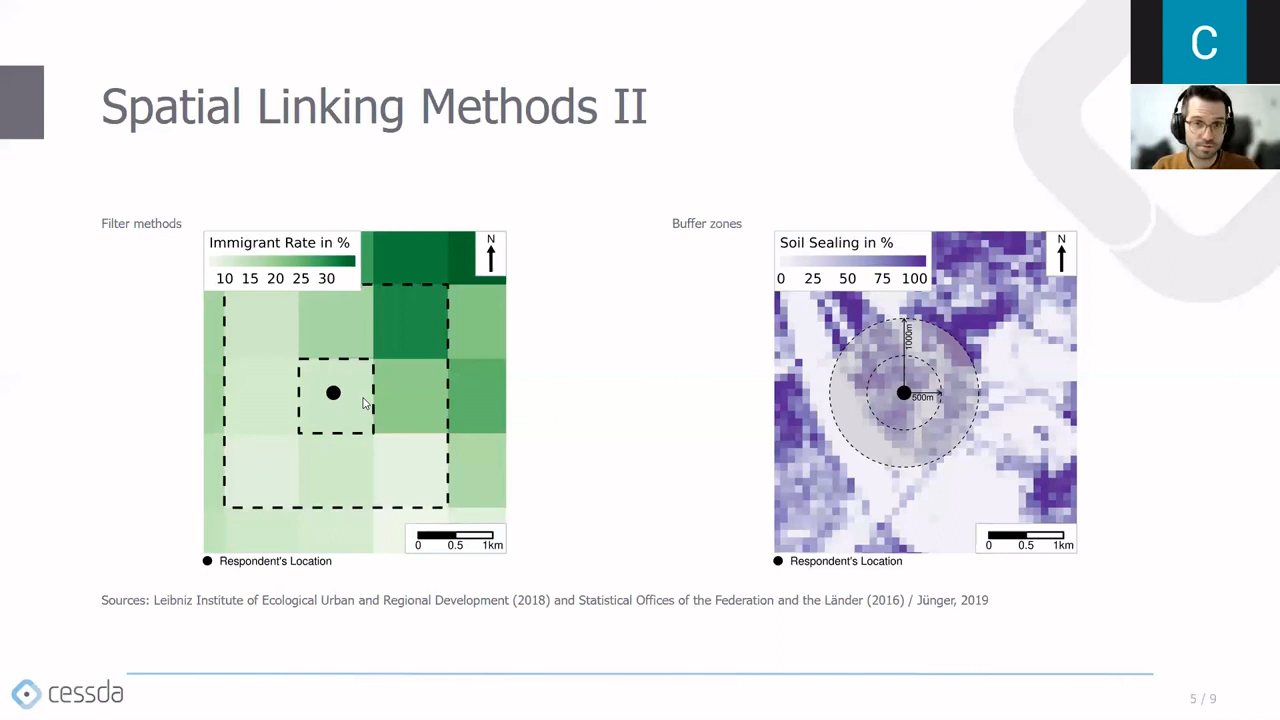 C
Spatial Linking Methods II
Filter methods
Immigrant Rate in %
10 15 20 25 30
N
0 0.5 1km
Respondent's Location
Buffer zones
Soil Sealing in %
0 25 50 75 100
N
1000m
500m
0 0.5 1km
Respondent's Location
Sources: Leibniz Institute of Ecological Urban and Regional Development (2018) and Statistical Offices of the Federation and the Länder (2016) / Jünger, 2019
cessda
5 / 9